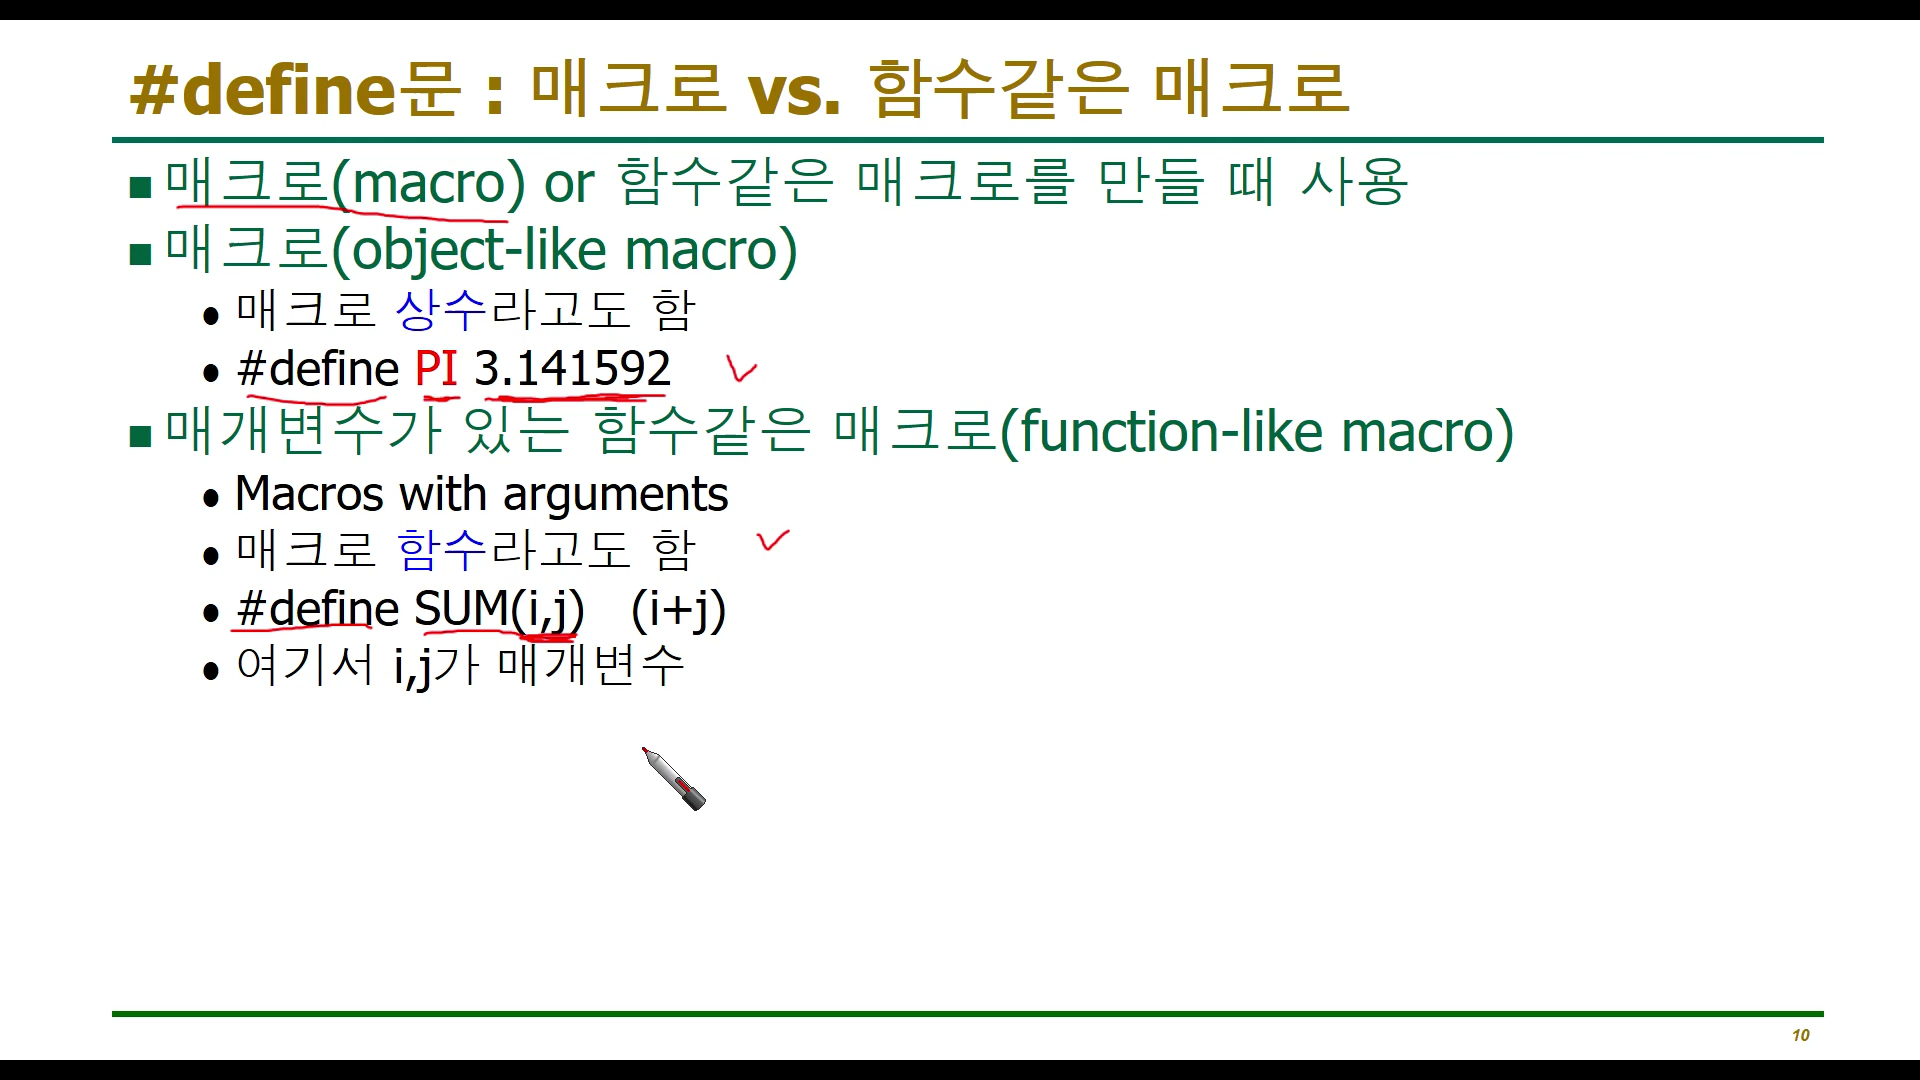 #define문 : 매크로 vs. 함수같은 매크로
■ 매크로(macro) or 함수같은 매크로를 만들 때 사용
■ 매크로(object-like macro)
• 매크로 상수라고도 함
• #define PI 3.141592
■ 매개변수가 있는 함수같은 매크로(function-like macro)
• Macros with arguments
• 매크로 함수라고도 함
• #define SUM(i,j) (i+j)
• 여기서 i,j가 매개변수
10